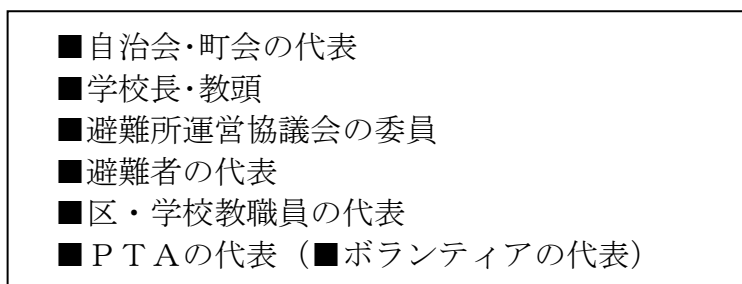 ■自治会･町会の代表
■学校長･教頭
■避難所運営協議会の委員
■避難者の代表
■区・学校教職員の代表
■ＰＴＡの代表（■ボランティアの代表）